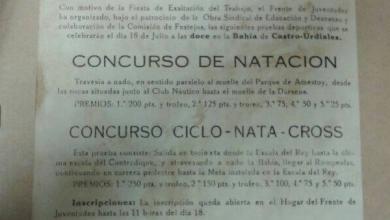 Con motivo de la Fiesta de Exaltación del Trabajo, el Frente de Juventudes
ha organizado, bajo el patrocinio de la Obra Sindical de Educación y Descanso y
colaboración de la Comisión de Festejos, las siguientes pruebas deportivas que
se celebrarán el día 18 de Julio a las doce en la Bahía de Castro-Urdiales.
CONCURSO DE NATACION
Travesía a nado, en sentido paralelo al muelle del Parque de Amestoy, desde
las rocas situadas junto al Club Náutico hasta el muelle de la Dársena.
PREMIOS: 1.° 200 pts. y trofeo, 2.° 125 pts. y trofeo, 3.° 75, 4.° 50 y 5.° 25 pts.
CONCURSO CICLO-NATA-CROSS
Esta prueba consiste: Salida en bicicleta desde la Escala del Rey hasta la úl-
tima escala del Contradique, y atravesando a nado la Bahía, llegar al Rompeolas,
continuando en carrera pedestre hasta la Meta instalada en la Escala del Rey.
PREMIOS: 1.° 250 pts. y trofeo, 2.° 150 pts. y trofeo, 3.° 100, 4.° 75 y 5.° 50 pts.
Inscripciones: La inscripción queda abierta en el Hogar del Frente de
Juventudes hasta las 11 horas del día 18.